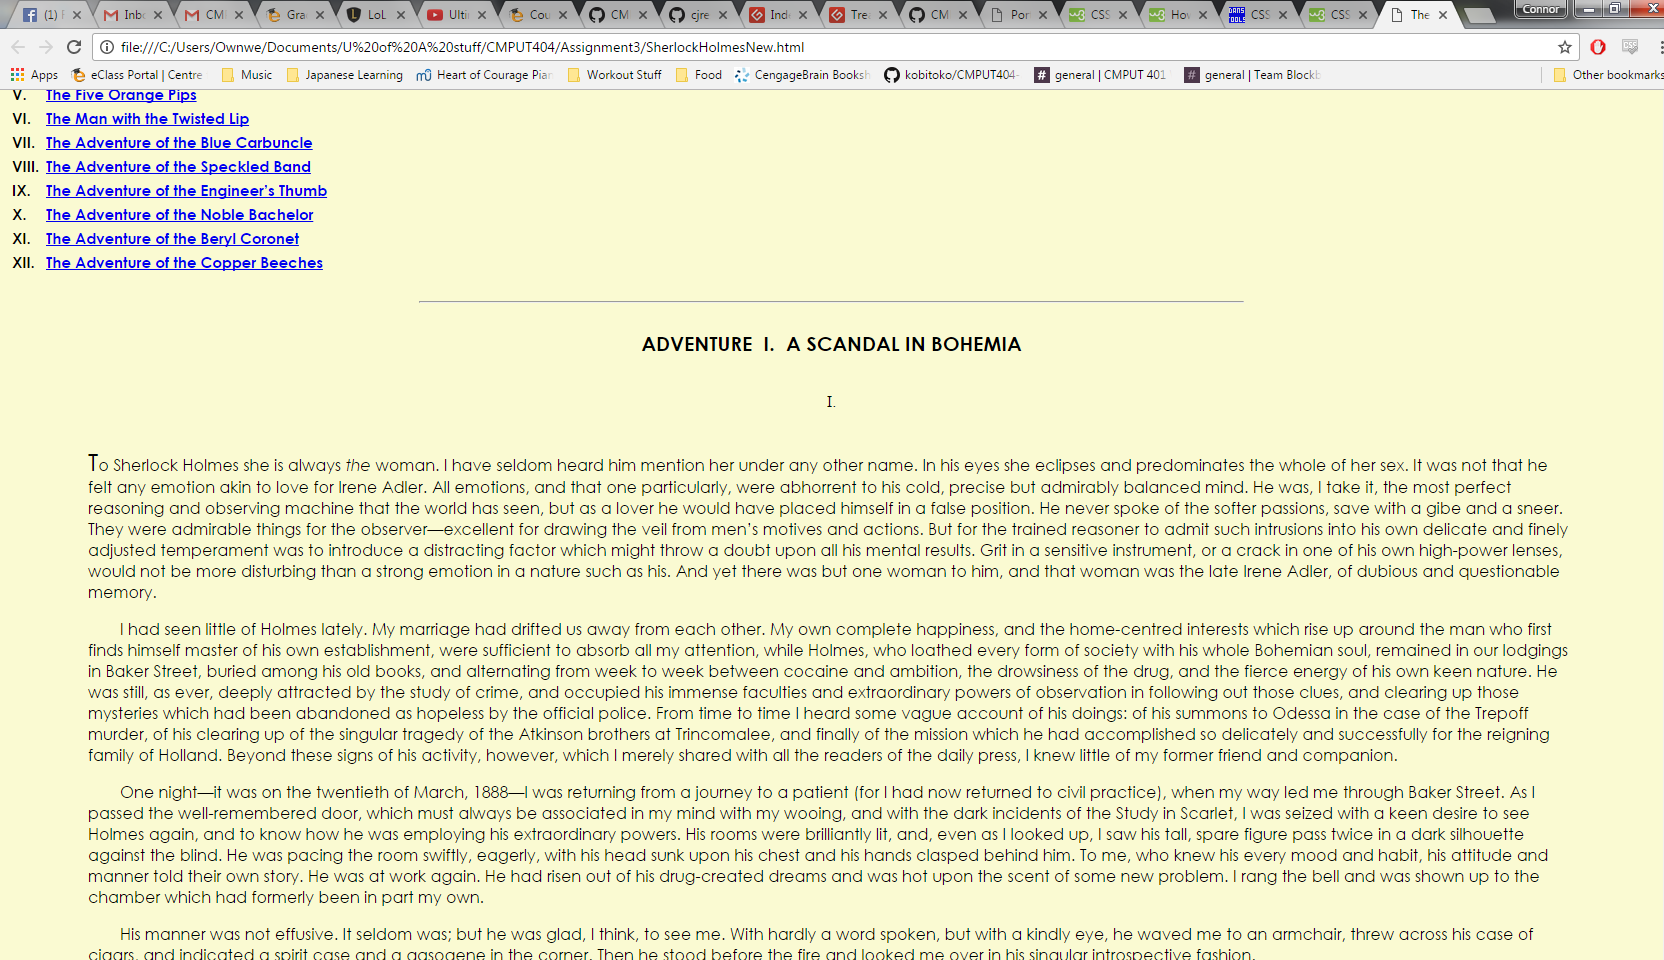 (1) F
Inbo
CM
Gra
LoL
Ulti
Cou
CM
cjre
Inde
Trea
CM
Por
CSS
How
CSS
CSS
The
Connor
file:///C:/Users/Ownwe/Documents/U%20of%20A%20stuff/CMPUT404/Assignment3/SherlockHolmesNew.html
Apps eClass Portal | Centre Music Japanese Learning Heart of Courage Pian Workout Stuff Food CengageBrain Booksh kobitoko/CMPUT404- general | CMPUT 401 general | Team Blockb Other bookmarks
V. The Five Orange Pips
VI. The Man with the Twisted Lip
VII. The Adventure of the Blue Carbuncle
VIII. The Adventure of the Speckled Band
IX. The Adventure of the Engineer’s Thumb
X. The Adventure of the Noble Bachelor
XI. The Adventure of the Beryl Coronet
XII. The Adventure of the Copper Beeches
ADVENTURE I. A SCANDAL IN BOHEMIA
I.
To Sherlock Holmes she is always the woman. I have seldom heard him mention her under any other name. In his eyes she eclipses and predominates the whole of her sex. It was not that he
felt any emotion akin to love for Irene Adler. All emotions, and that one particularly, were abhorrent to his cold, precise but admirably balanced mind. He was, I take it, the most perfect
reasoning and observing machine that the world has seen, but as a lover he would have placed himself in a false position. He never spoke of the softer passions, save with a gibe and a sneer.
They were admirable things for the observer—excellent for drawing the veil from men’s motives and actions. But for the trained reasoner to admit such intrusions into his own delicate and finely
adjusted temperament was to introduce a distracting factor which might throw a doubt upon all his mental results. Grit in a sensitive instrument, or a crack in one of his own high-power lenses,
would not be more disturbing than a strong emotion in a nature such as his. And yet there was but one woman to him, and that woman was the late Irene Adler, of dubious and questionable
memory.
I had seen little of Holmes lately. My marriage had drifted us away from each other. My own complete happiness, and the home-centred interests which rise up around the man who first
finds himself master of his own establishment, were sufficient to absorb all my attention, while Holmes, who loathed every form of society with his whole Bohemian soul, remained in our lodgings
in Baker Street, buried among his old books, and alternating from week to week between cocaine and ambition, the drowsiness of the drug, and the fierce energy of his own keen nature. He
was still, as ever, deeply attracted by the study of crime, and occupied his immense faculties and extraordinary powers of observation in following out those clues, and clearing up those
mysteries which had been abandoned as hopeless by the official police. From time to time I heard some vague account of his doings: of his summons to Odessa in the case of the Trepoff
murder, of his clearing up of the singular tragedy of the Atkinson brothers at Trincomalee, and finally of the mission which he had accomplished so delicately and successfully for the reigning
family of Holland. Beyond these signs of his activity, however, which I merely shared with all the readers of the daily press, I knew little of my former friend and companion.
One night—it was on the twentieth of March, 1888—I was returning from a journey to a patient (for I had now returned to civil practice), when my way led me through Baker Street. As I
passed the well-remembered door, which must always be associated in my mind with my wooing, and with the dark incidents of the Study in Scarlet, I was seized with a keen desire to see
Holmes again, and to know how he was employing his extraordinary powers. His rooms were brilliantly lit, and, even as I looked up, I saw his tall, spare figure pass twice in a dark silhouette
against the blind. He was pacing the room swiftly, eagerly, with his head sunk upon his chest and his hands clasped behind him. To me, who knew his every mood and habit, his attitude and
manner told their own story. He was at work again. He had risen out of his drug-created dreams and was hot upon the scent of some new problem. I rang the bell and was shown up to the
chamber which had formerly been in part my own.
His manner was not effusive. It seldom was; but he was glad, I think, to see me. With hardly a word spoken, but with a kindly eye, he waved me to an armchair, threw across his case of
cigars, and indicated a spirit case and a gasogene in the corner. Then he stood before the fire and looked me over in his singular introspective fashion.